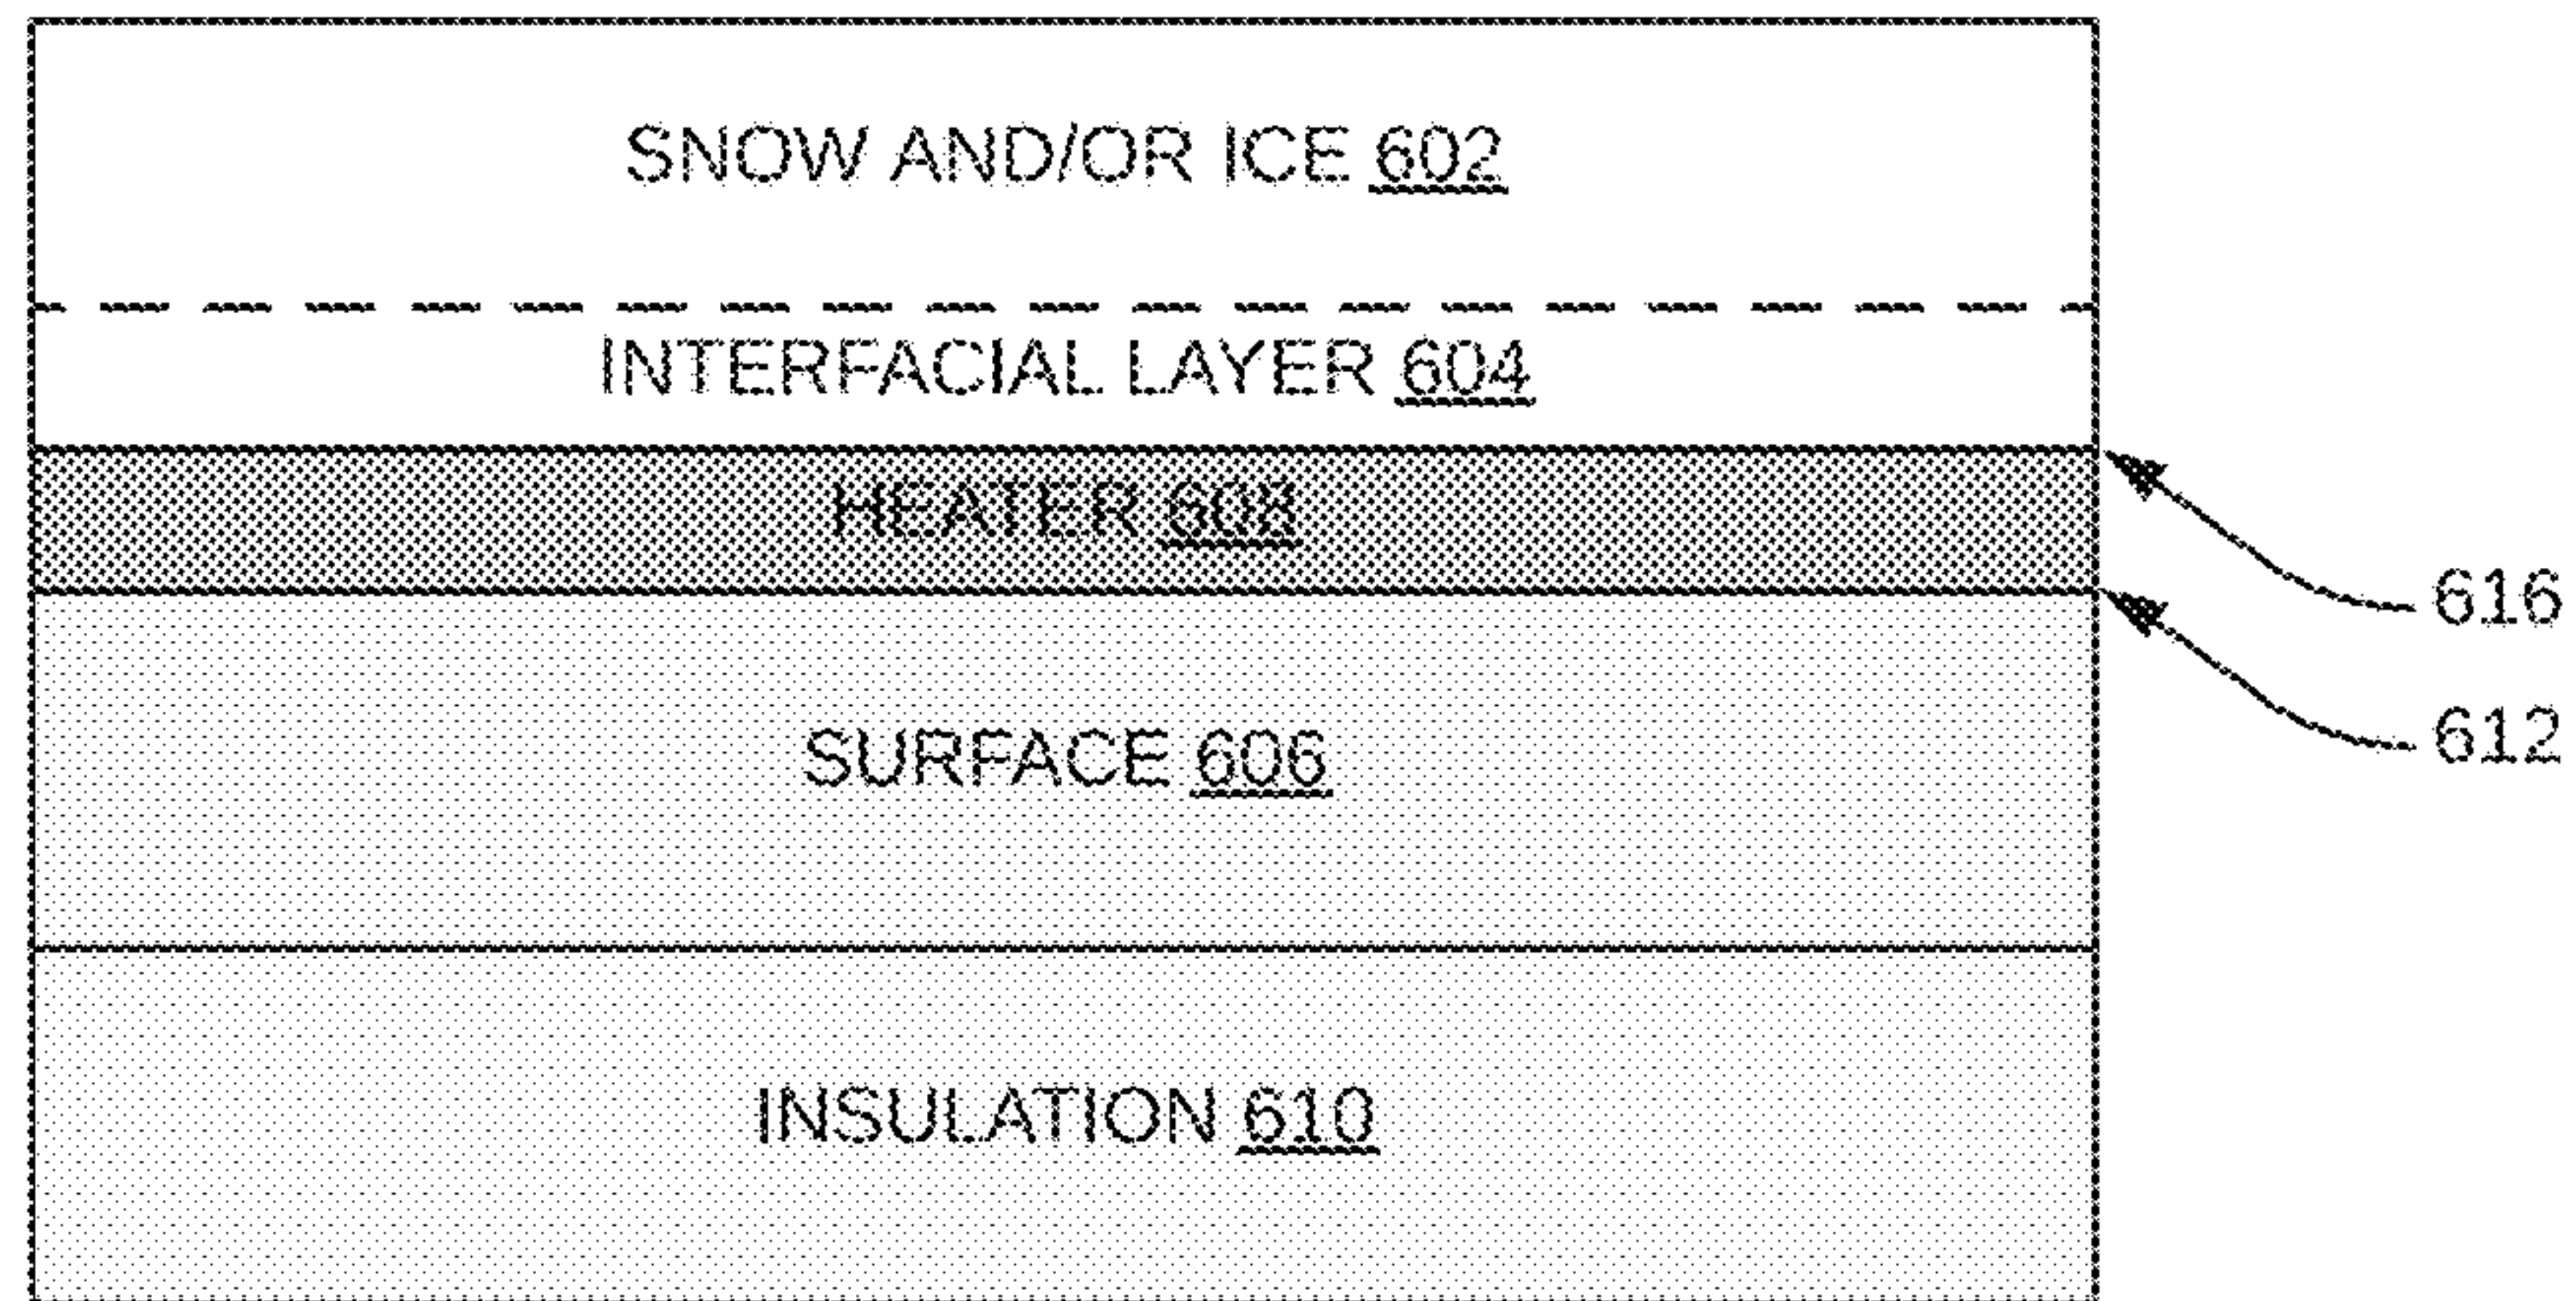 SNOW AND/OR ICE 602
INTERFACIAL LAYER 604
HEATER 608
616
SURFACE 606
612
INSULATION 610